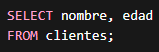 SELECT nombre, edad
FROM clientes;